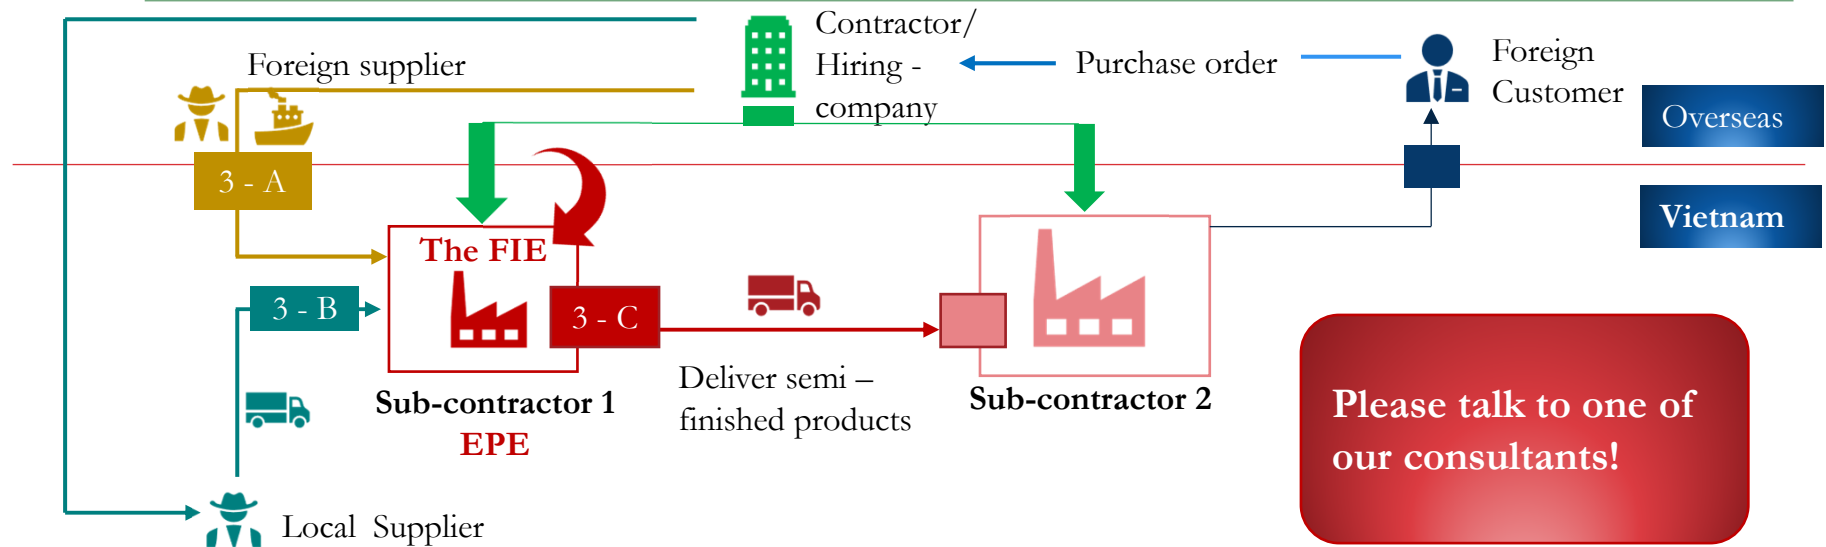 Contractor/
Hiring -
company
Foreign supplier
Purchase order
Foreign
Customer
Overseas
3 - A
Vietnam
The FIE
3 - B
3 - C
Deliver semi –
finished products
Sub-contractor 1
EPE
Sub-contractor 2
Please talk to one of
our consultants!
Local Supplier